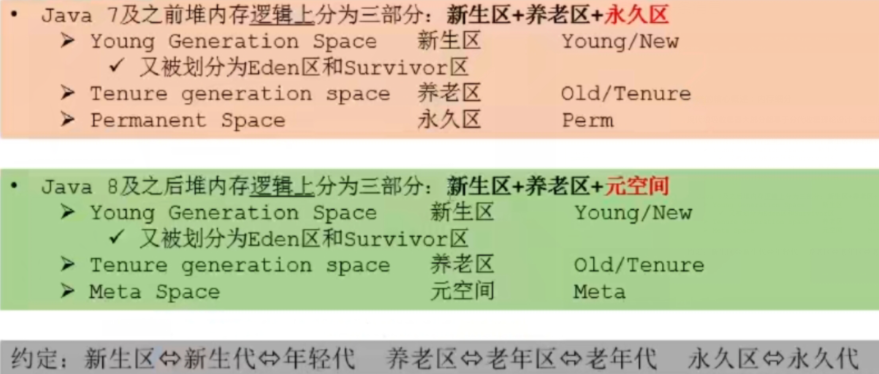 • Java 7及之前堆内存逻辑上分为三部分：新生区+养老区+永久区
➢ Young Generation Space 新生区 Young/New
✓ 又被划分为Eden区和Survivor区
➢ Tenure generation space 养老区 Old/Tenure
➢ Permanent Space 永久区 Perm
• Java 8及之后堆内存逻辑上分为三部分：新生区+养老区+元空间
➢ Young Generation Space 新生区 Young/New
✓ 又被划分为Eden区和Survivor区
➢ Tenure generation space 养老区 Old/Tenure
➢ Meta Space 元空间 Meta
约定：新生区⇔新生代⇔年轻代 养老区⇔老年区⇔老年代 永久区⇔永久代